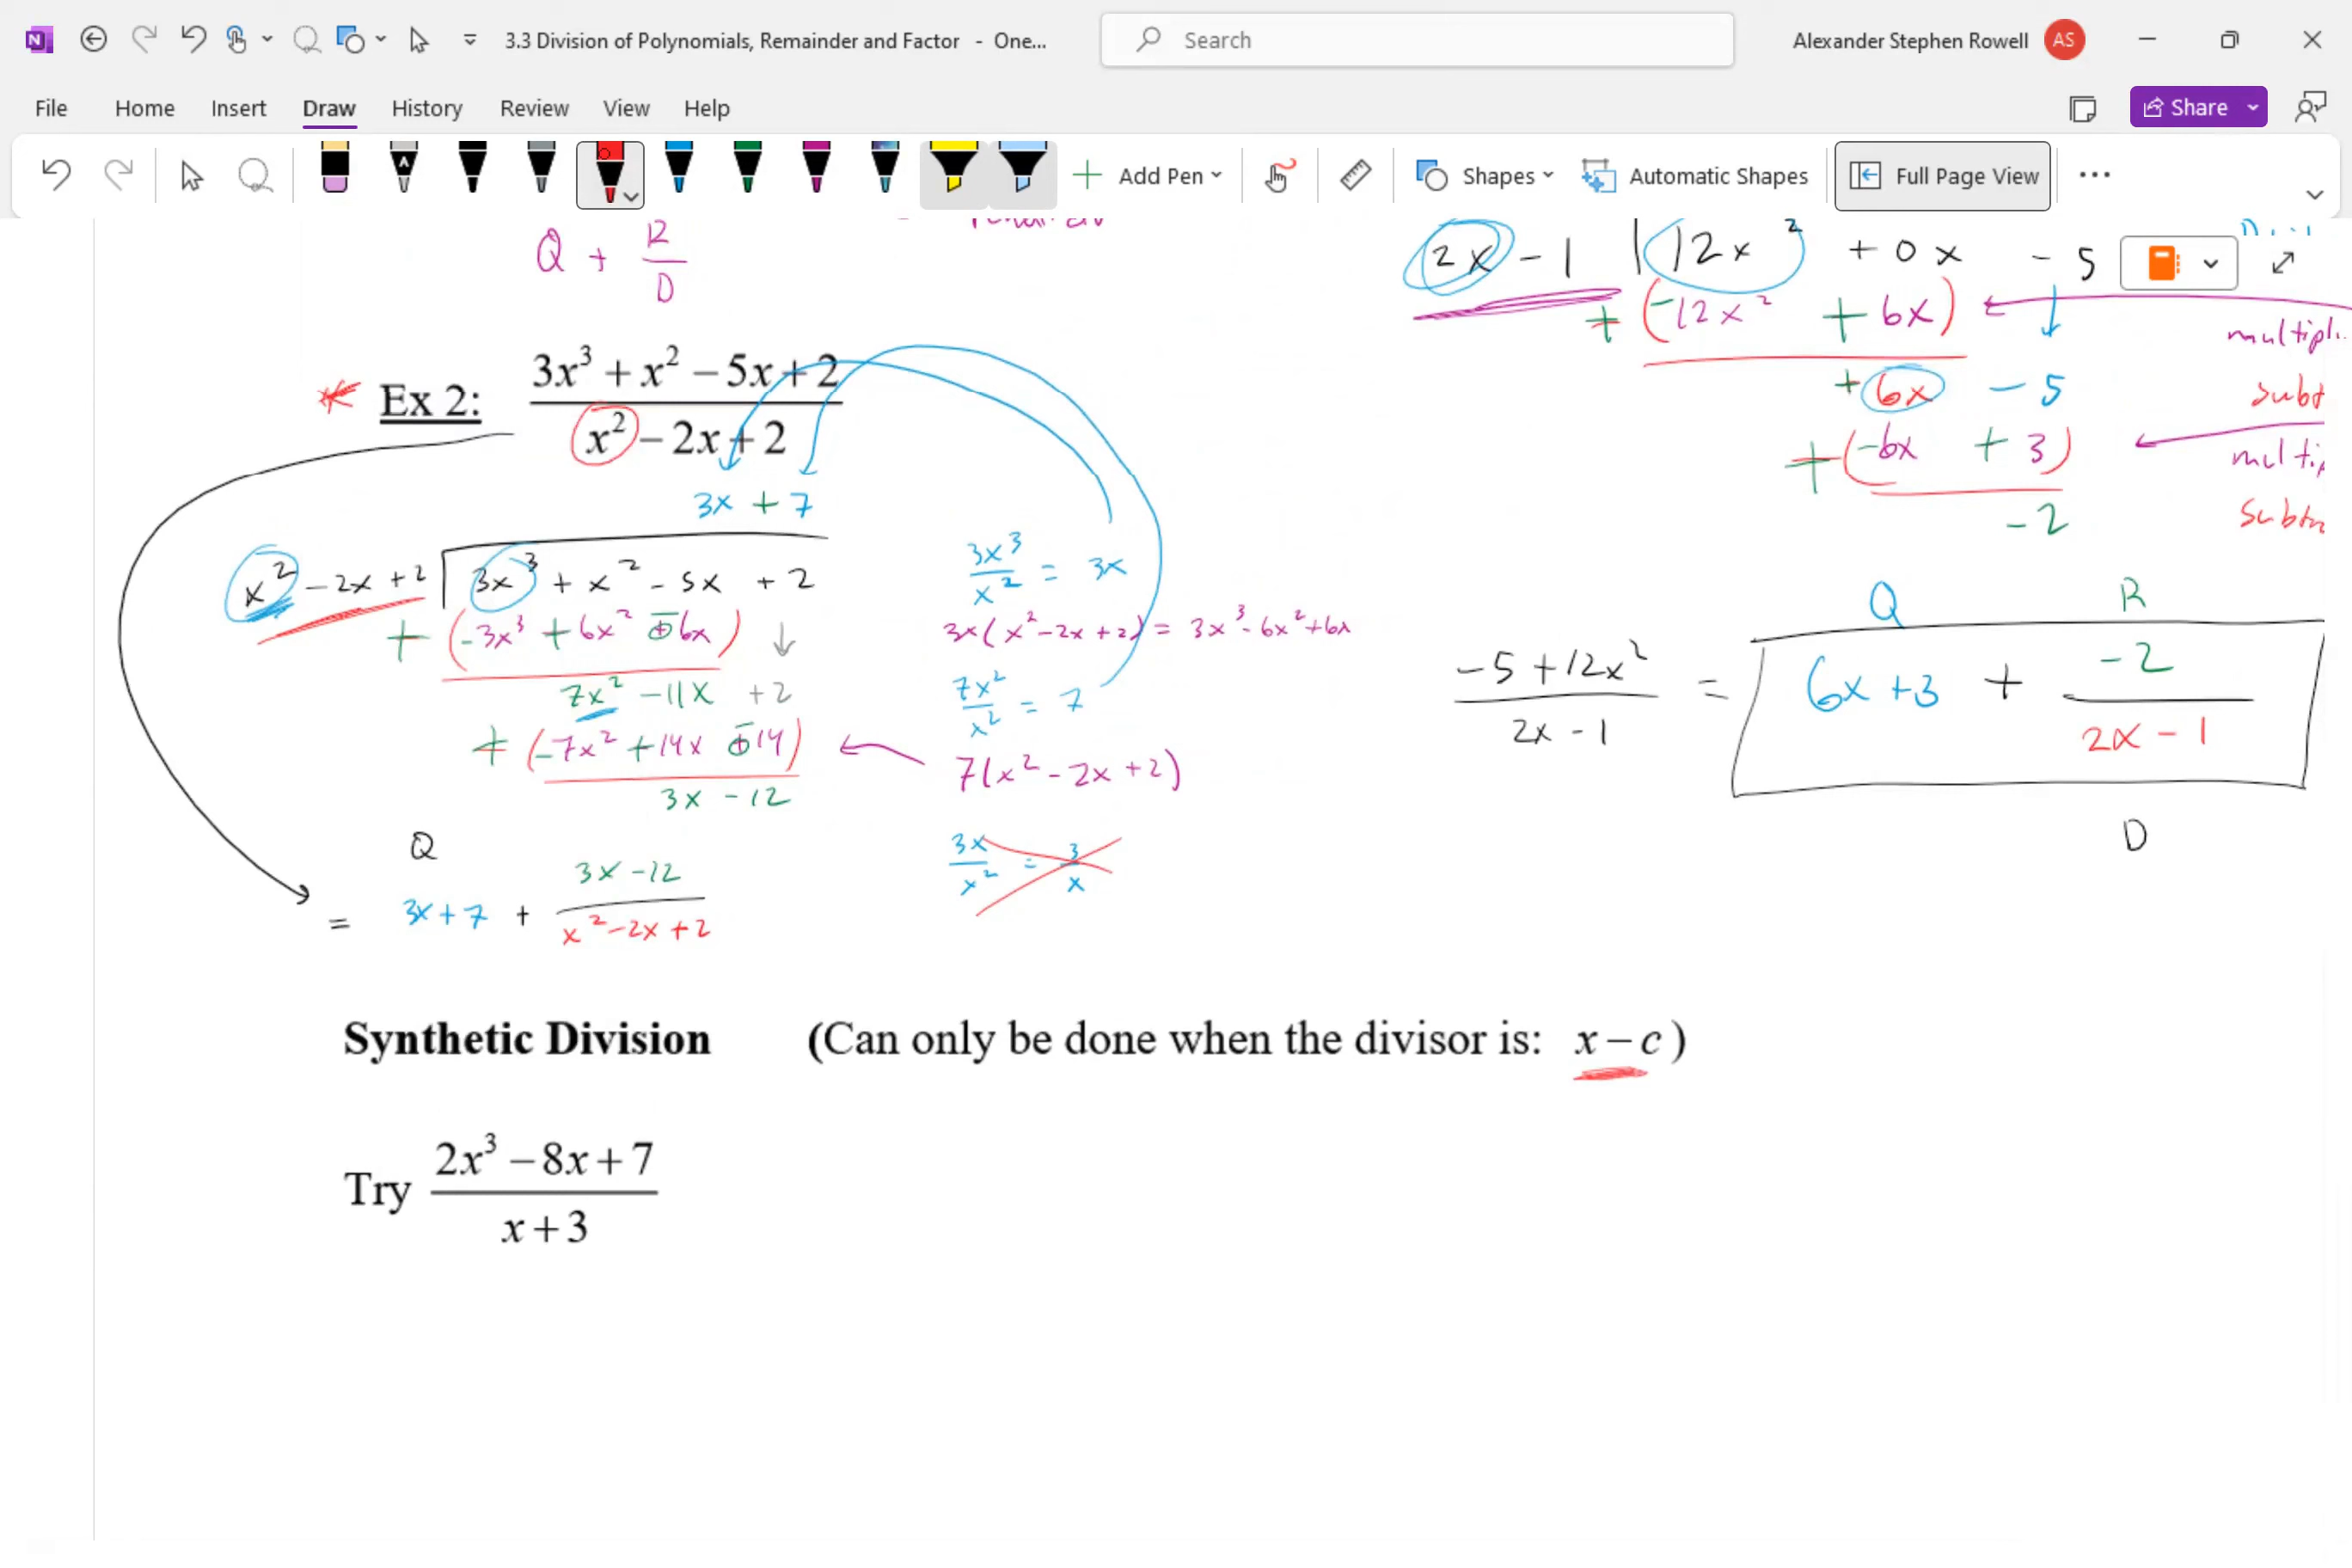 3.3 Division of Polynomials, Remainder and Factor - One...
Search
Alexander Stephen Rowell AS
File Home Insert Draw History Review View Help
Share
A
Add Pen
Shapes
Automatic Shapes
Full Page View
Q + R/D
Ex 2: (3x³ + x² − 5x + 2)/(x² − 2x + 2)
3x + 7
x² − 2x + 2 | 3x³ + x² − 5x + 2
+ (−3x³ + 6x² − 6x)
7x² − 11x + 2
+ (−7x² + 14x − 14)
3x − 12
Q
= 3x + 7 + (3x − 12)/(x² − 2x + 2)
3x³/x² = 3x
3x(x² − 2x + 2) = 3x³ − 6x² + 6x
7x²/x² = 7
7(x² − 2x + 2)
3x/x² = 3/x
2x − 1 | 12x² + 0x − 5
+ (−12x² + 6x)
multipl
+6x − 5
subt
+ (−6x + 3)
multip
−2
subtr
Q R
(−5 + 12x²)/(2x − 1) = 6x + 3 + −2/(2x − 1)
D
Synthetic Division (Can only be done when the divisor is: x − c)
Try (2x³ − 8x + 7)/(x + 3)